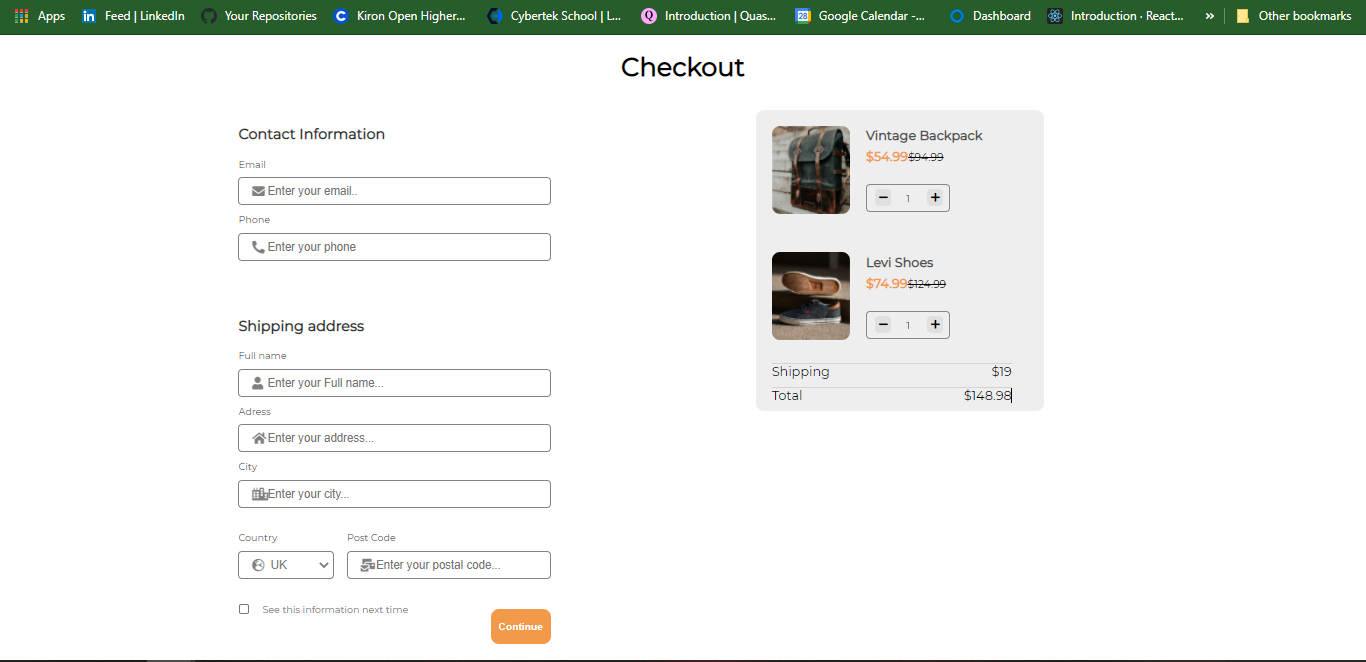 Apps Feed | LinkedIn Your Repositories Kiron Open Higher... Cybertek School | L... Introduction | Quas... Google Calendar -... Dashboard Introduction · React... » Other bookmarks
Checkout
Contact Information
Email
Enter your email..
Phone
Enter your phone
Shipping address
Full name
Enter your Full name...
Adress
Enter your address...
City
Enter your city...
Country Post Code
UK Enter your postal code...
See this information next time
Continue
Vintage Backpack
$54.99$94.99
1
Levi Shoes
$74.99$124.99
1
Shipping $19
Total $148.98